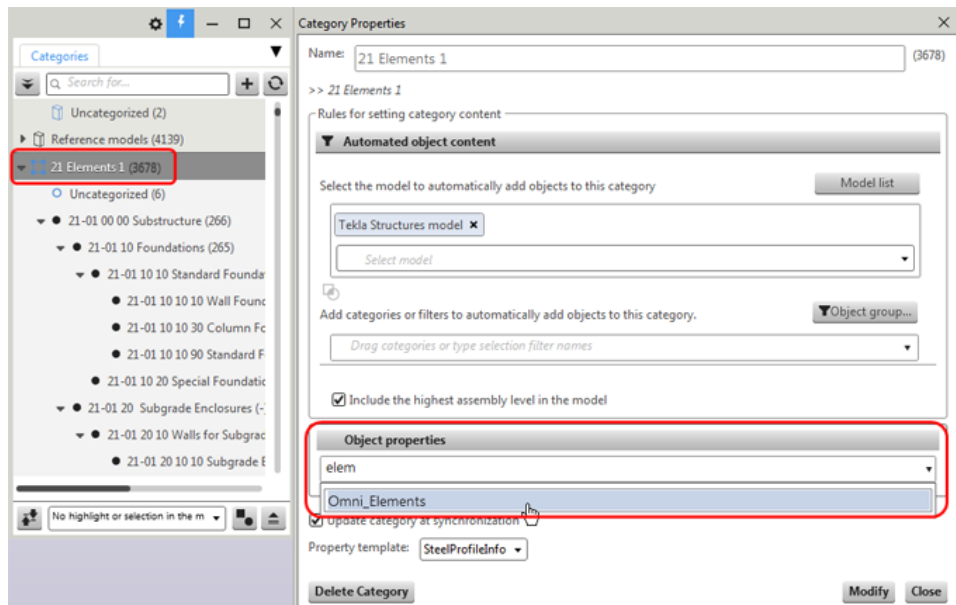 Categories
Search for...
Uncategorized (2)
Reference models (4139)
21 Elements 1 (3678)
Uncategorized (6)
21-01 00 00 Substructure (266)
21-01 10 Foundations (265)
21-01 10 10 Standard Founda
21-01 10 10 10 Wall Found
21-01 10 10 30 Column Fo
21-01 10 10 90 Standard F
21-01 10 20 Special Foundatic
21-01 20 Subgrade Enclosures (-
21-01 20 10 Walls for Subgrac
21-01 20 10 10 Subgrade E
No highlight or selection in the m
Category Properties
Name: 21 Elements 1 (3678)
>> 21 Elements 1
Rules for setting category content
Automated object content
Select the model to automatically add objects to this category
Model list
Tekla Structures model ×
Select model
Add categories or filters to automatically add objects to this category.
Object group...
Drag categories or type selection filter names
Include the highest assembly level in the model
Object properties
elem
Omni_Elements
Update category at synchronization
Property template: SteelProfileInfo
Delete Category Modify Close